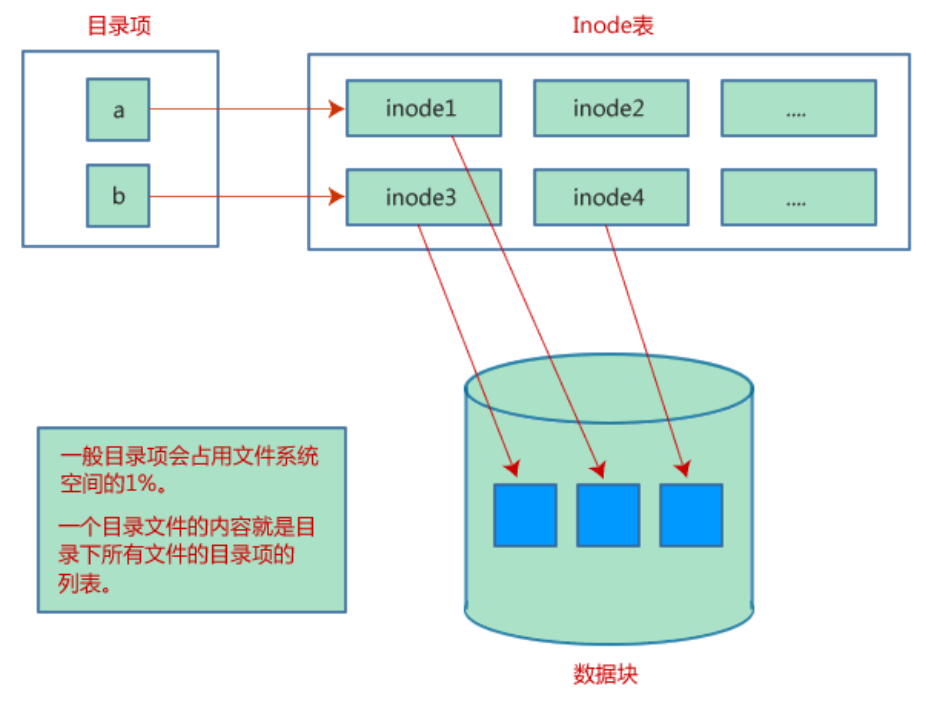 目录项
Inode表
a
inode1
inode2
....
b
inode3
inode4
....
一般目录项会占用文件系统
空间的1%。
一个目录文件的内容就是目
录下所有文件的目录项的
列表。
数据块